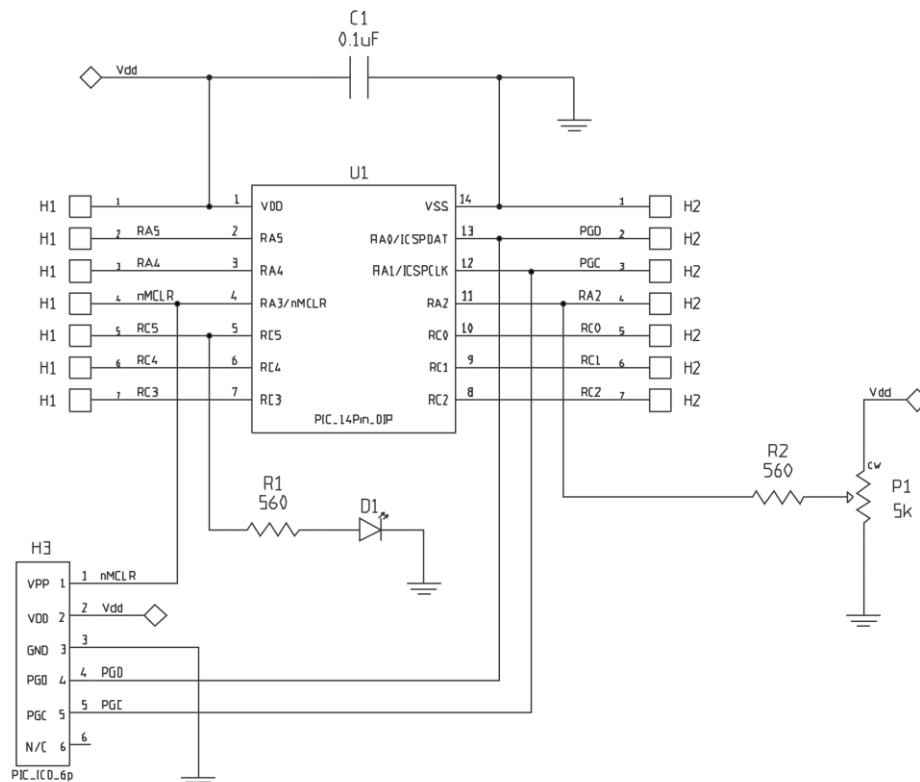 C1
0.1uF
Vdd
U1
H1 1 1 VDD VSS 14 1 H2
H1 2 RA5 2 RA5 RA0/ICSPDAT 13 PGD 2 H2
H1 3 RA4 3 RA4 RA1/ICSPCLK 12 PGC 3 H2
H1 4 nMCLR 4 RA3/nMCLR RA2 11 RA2 4 H2
H1 5 RC5 5 RC5 RC0 10 RC0 5 H2
H1 6 RC4 6 RC4 RC1 9 RC1 6 H2
H1 7 RC3 7 RC3 RC2 8 RC2 7 H2
PIC_14Pin_DIP
Vdd
R2
560
cw
P1
5k
R1
560
D1
H3
VPP 1 1 nMCLR
VDD 2 2 Vdd
GND 3 3
PGD 4 4 PGD
PGC 5 5 PGC
N/C 6 6
PIC_ICD_6p